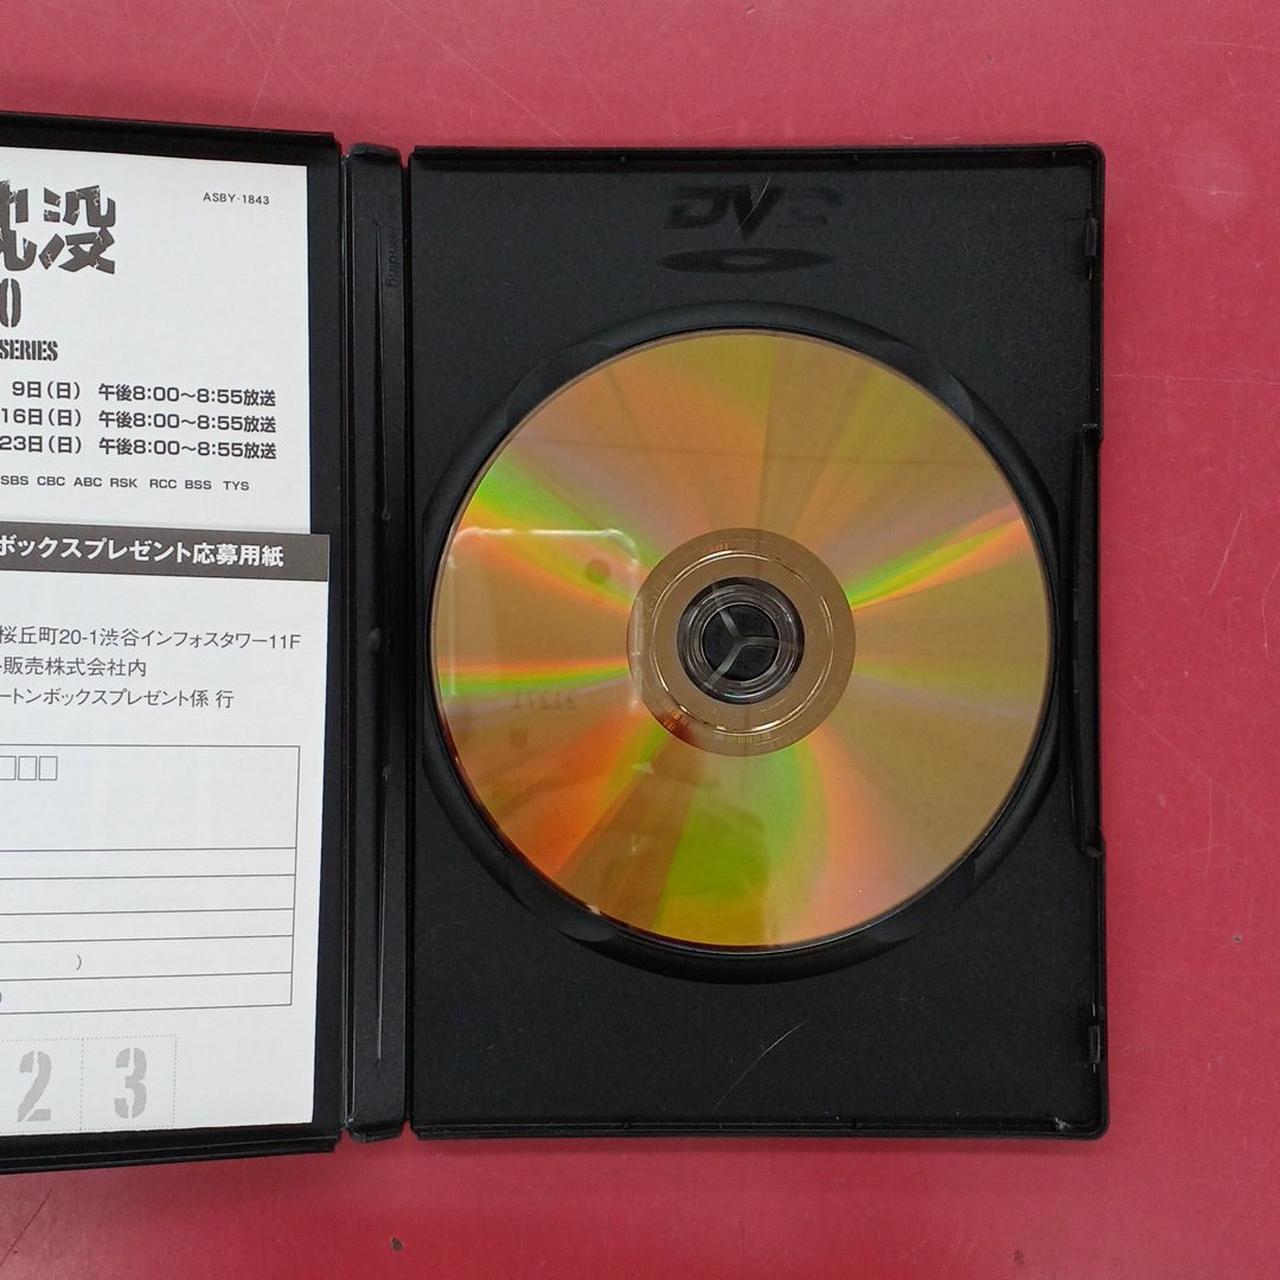 沈没
ASBY-1843
0
SERIES
9日(日) 午後8:00〜8:55放送
16日(日) 午後8:00〜8:55放送
23日(日) 午後8:00〜8:55放送
SBS CBC ABC RSK RCC BSS TYS
ボックスプレゼント応募用紙
桜丘町20-1渋谷インフォスタワー11F
販売株式会社内
ートンボックスプレゼント係 行
)
2 3
DVD
21271